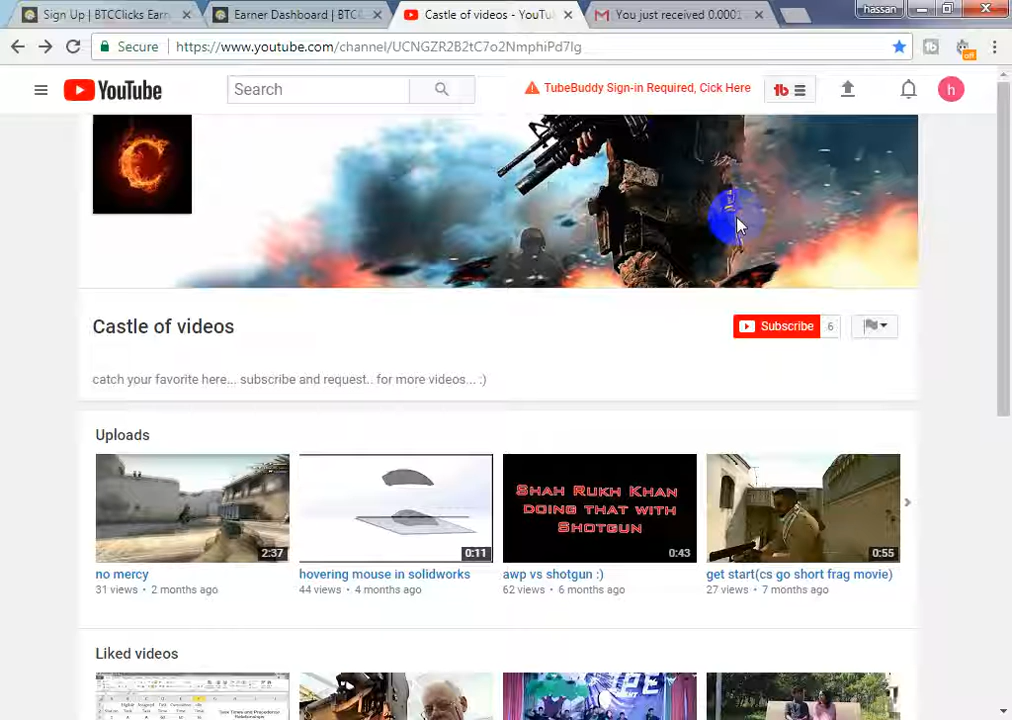 Sign Up | BTCClicks Earn
Earner Dashboard | BTCC
Castle of videos - YouTu
You just received 0.0001
hassan
Secure
https://www.youtube.com/channel/UCNGZR2B2tC7o2NmphiPd7lg
off
YouTube
Search
TubeBuddy Sign-in Required, Cick Here
tb
h
Castle of videos
Subscribe 6
catch your favorite here... subscribe and request.. for more videos... :)
Uploads
2:37
0:11
SHAH RUKH KHAN
DOING THAT WITH
SHOTGUN
0:43
0:55
no mercy
hovering mouse in solidworks
awp vs shotgun :)
get start(cs go short frag movie)
31 views • 2 months ago
44 views • 4 months ago
62 views • 6 months ago
27 views • 7 months ago
Liked videos